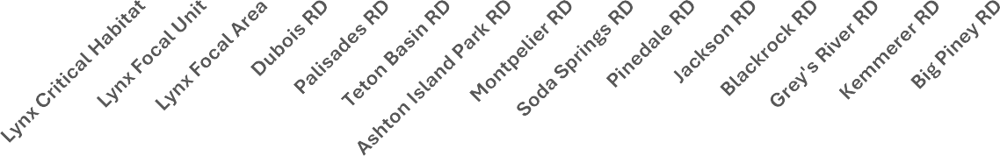 Lynx Critical Habitat
Lynx Focal Unit
Lynx Focal Area
Dubois RD
Palisades RD
Teton Basin RD
Ashton Island Park RD
Montpelier RD
Soda Springs RD
Pinedale RD
Jackson RD
Blackrock RD
Grey's River RD
Kemmerer RD
Big Piney RD